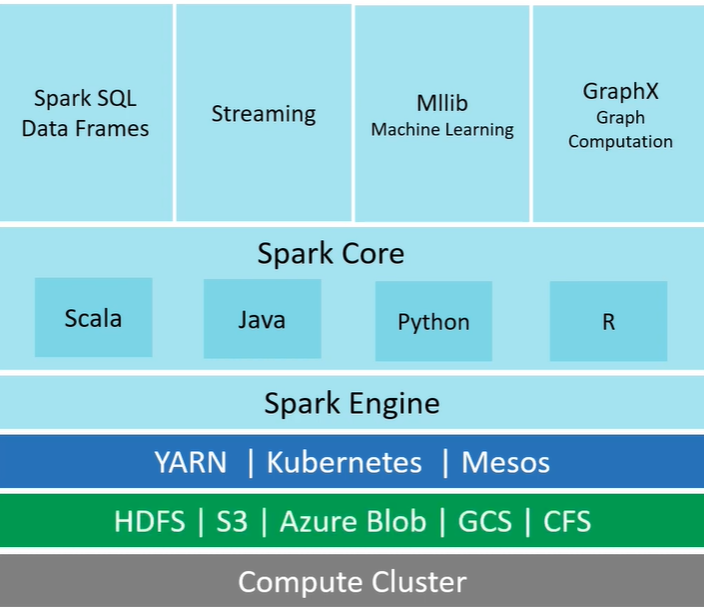 Spark SQL
Data Frames
Streaming
Mllib
Machine Learning
GraphX
Graph
Computation
Spark Core
Scala
Java
Python
R
Spark Engine
YARN | Kubernetes | Mesos
HDFS | S3 | Azure Blob | GCS | CFS
Compute Cluster